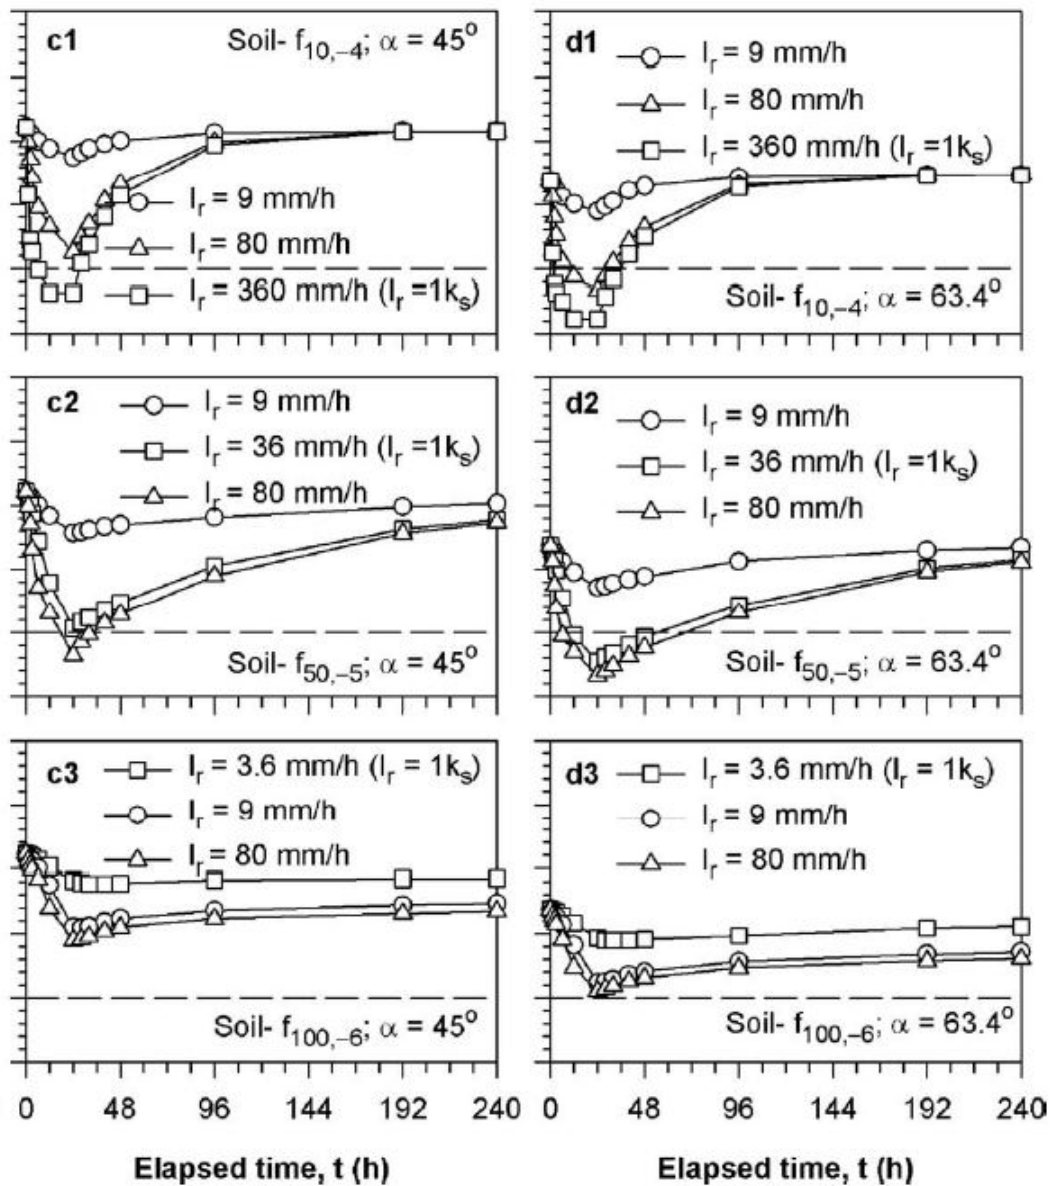 c1 Soil- f10,–4; α = 45°
Ir = 9 mm/h
Ir = 80 mm/h
Ir = 360 mm/h (Ir =1ks)
d1
Ir = 9 mm/h
Ir = 80 mm/h
Ir = 360 mm/h (Ir =1ks)
Soil- f10,–4; α = 63.4°
c2
Ir = 9 mm/h
Ir = 36 mm/h (Ir =1ks)
Ir = 80 mm/h
Soil- f50,–5; α = 45°
d2
Ir = 9 mm/h
Ir = 36 mm/h (Ir =1ks)
Ir = 80 mm/h
Soil- f50,–5; α = 63.4°
c3
Ir = 3.6 mm/h (Ir = 1ks)
Ir = 9 mm/h
Ir = 80 mm/h
Soil- f100,–6; α = 45°
d3
Ir = 3.6 mm/h (Ir = 1ks)
Ir = 9 mm/h
Ir = 80 mm/h
Soil- f100,–6; α = 63.4°
0 48 96 144 192 240
0 48 96 144 192 240
Elapsed time, t (h)
Elapsed time, t (h)